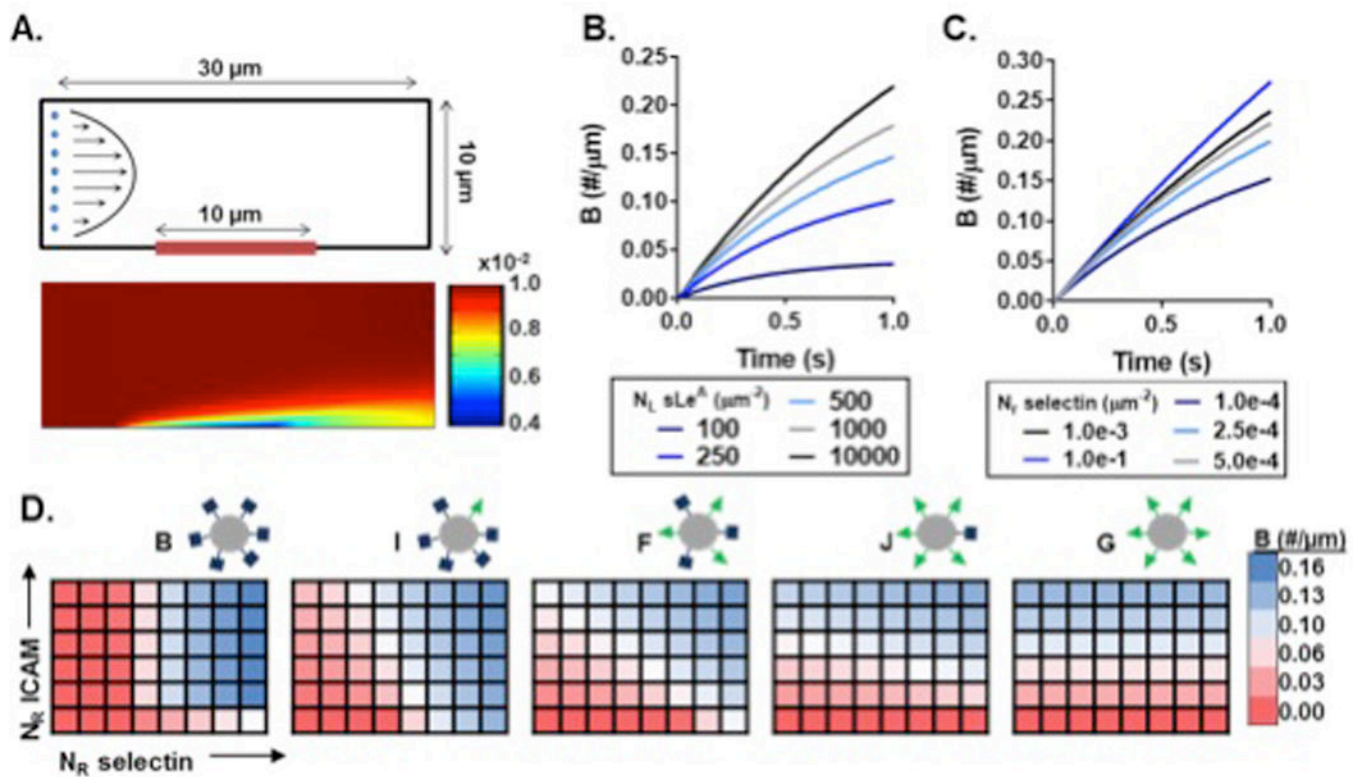 A.
30 µm
10 µm
10 µm
x10⁻²
1.0
0.8
0.6
0.4
B.
B (#/µm)
0.25
0.20
0.15
0.10
0.05
0.00
0.0 0.5 1.0
Time (s)
N_L sLe^A (µm⁻²)
100
250
500
1000
10000
C.
B (#/µm)
0.30
0.25
0.20
0.15
0.10
0.05
0.00
0.0 0.5 1.0
Time (s)
N_r selectin (µm⁻²)
1.0e-3
1.0e-1
1.0e-4
2.5e-4
5.0e-4
D.
B I F J G
N_R ICAM
N_R selectin
B (#/µm)
0.16
0.13
0.10
0.06
0.03
0.00